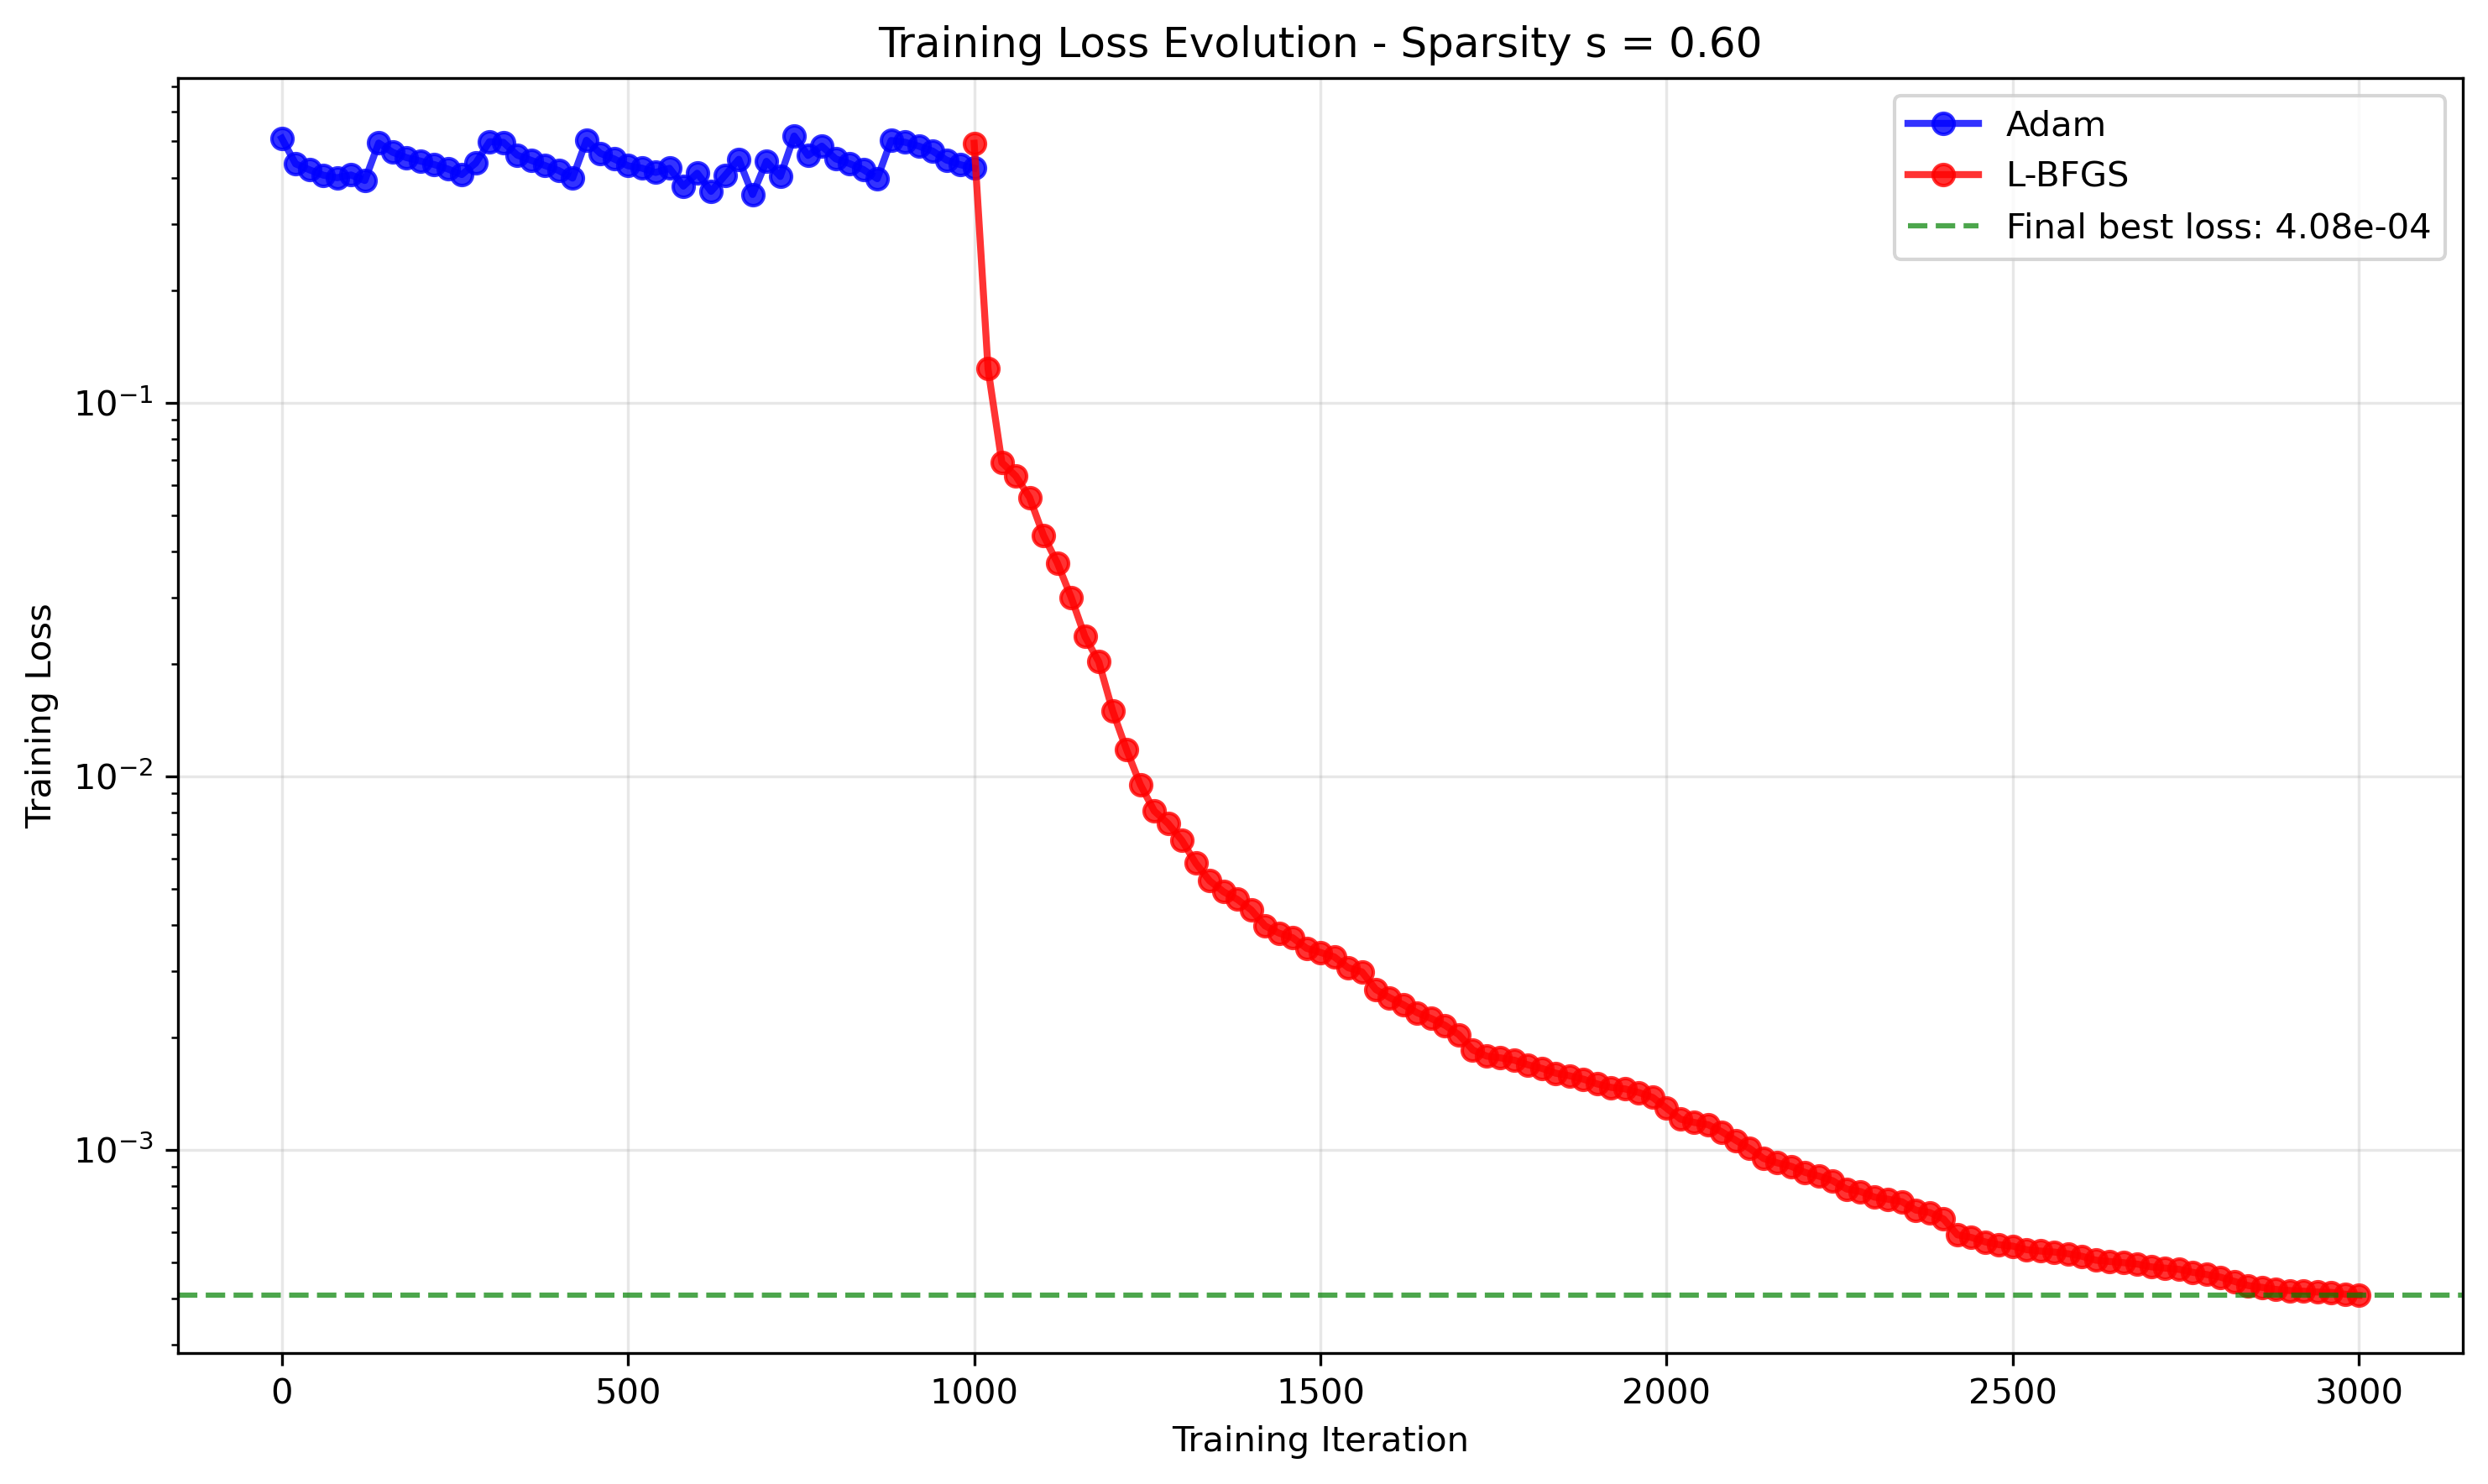 Training Loss Evolution - Sparsity s = 0.60
Adam
L-BFGS
Final best loss: 4.08e-04
Training Loss
10⁻¹
10⁻²
10⁻³
0 500 1000 1500 2000 2500 3000
Training Iteration